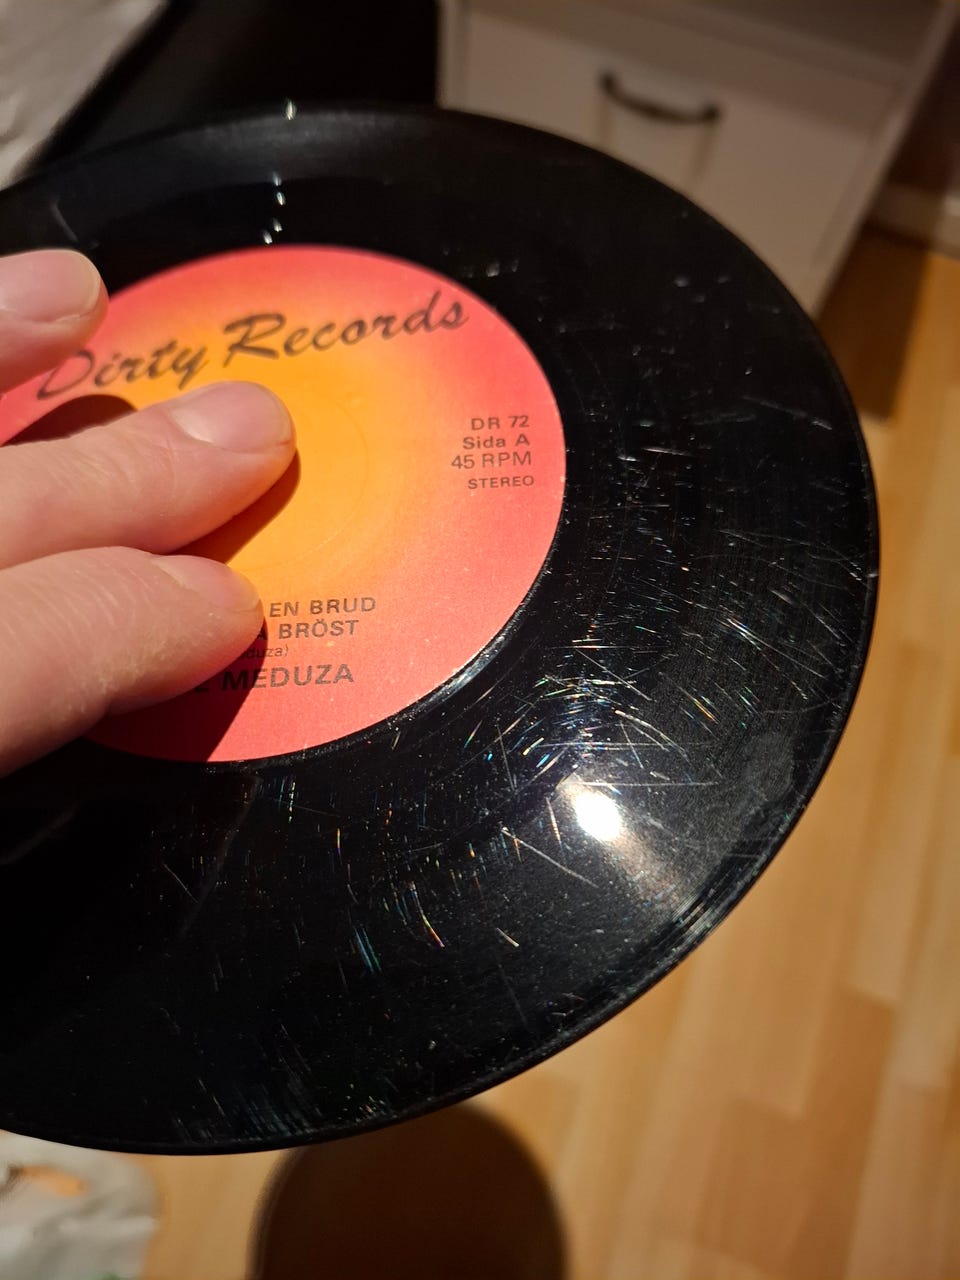 Dirty Records
DR 72
Sida A
45 RPM
STEREO
EN BRUD
BRÖST
MEDUZA